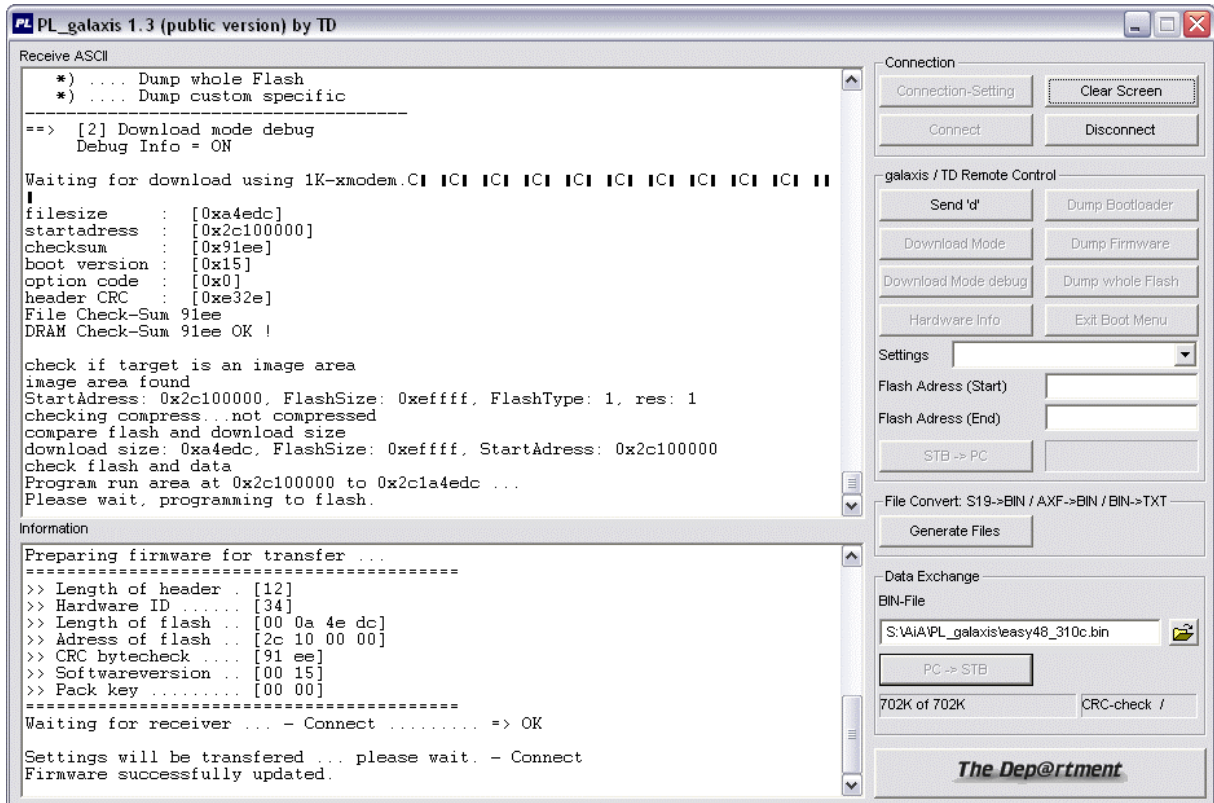 PL PL_galaxis 1.3 (public version) by TD
Receive ASCII
*) .... Dump whole Flash
*) .... Dump custom specific
-------------------------------------
==> [2] Download mode debug
Debug Info = ON
Waiting for download using 1K-xmodem.C C C C C C C C C C
filesize : [0xa4edc]
startadress : [0x2c100000]
checksum : [0x91ee]
boot version : [0x15]
option code : [0x0]
header CRC : [0xe32e]
File Check-Sum 91ee
DRAM Check-Sum 91ee OK !
check if target is an image area
image area found
StartAdress: 0x2c100000, FlashSize: 0xeffff, FlashType: 1, res: 1
checking compress...not compressed
compare flash and download size
download size: 0xa4edc, FlashSize: 0xeffff, StartAdress: 0x2c100000
check flash and data
Program run area at 0x2c100000 to 0x2c1a4edc ...
Please wait, programming to flash.
Information
Preparing firmware for transfer ...
==========================================
>> Length of header . [12]
>> Hardware ID ...... [34]
>> Length of flash .. [00 0a 4e dc]
>> Adress of flash .. [2c 10 00 00]
>> CRC bytecheck .... [91 ee]
>> Softwareversion .. [00 15]
>> Pack key ......... [00 00]
==========================================
Waiting for receiver ... - Connect ......... => OK
Settings will be transfered ... please wait. - Connect
Firmware successfully updated.
Connection
Connection-Setting Clear Screen
Connect Disconnect
galaxis / TD Remote Control
Send 'd' Dump Bootloader
Download Mode Dump Firmware
Download Mode debug Dump whole Flash
Hardware Info Exit Boot Menu
Settings
Flash Adress (Start)
Flash Adress (End)
STB -> PC
File Convert: S19->BIN / AXF->BIN / BIN->TXT
Generate Files
Data Exchange
BIN-File
S:\AiA\PL_galaxis\easy48_310c.bin
PC -> STB
702K of 702K CRC-check /
The Dep@rtment